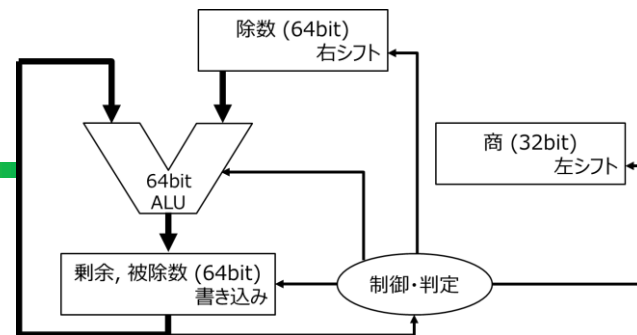 除数 (64bit)
右シフト
商 (32bit)
左シフト
64bit
ALU
剰余, 被除数 (64bit)
書き込み
制御・判定